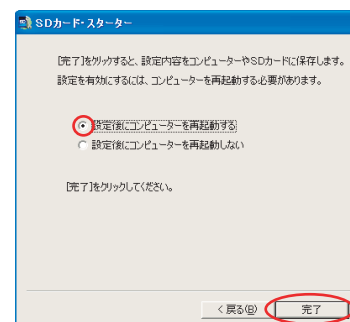 SDカード・スターター
[完了]をクリックすると、設定内容をコンピューターやSDカードに保存します。
設定を有効にするには、コンピューターを再起動する必要があります。
設定後にコンピューターを再起動する
設定後にコンピューターを再起動しない
[完了]をクリックしてください。
< 戻る(B)
完了